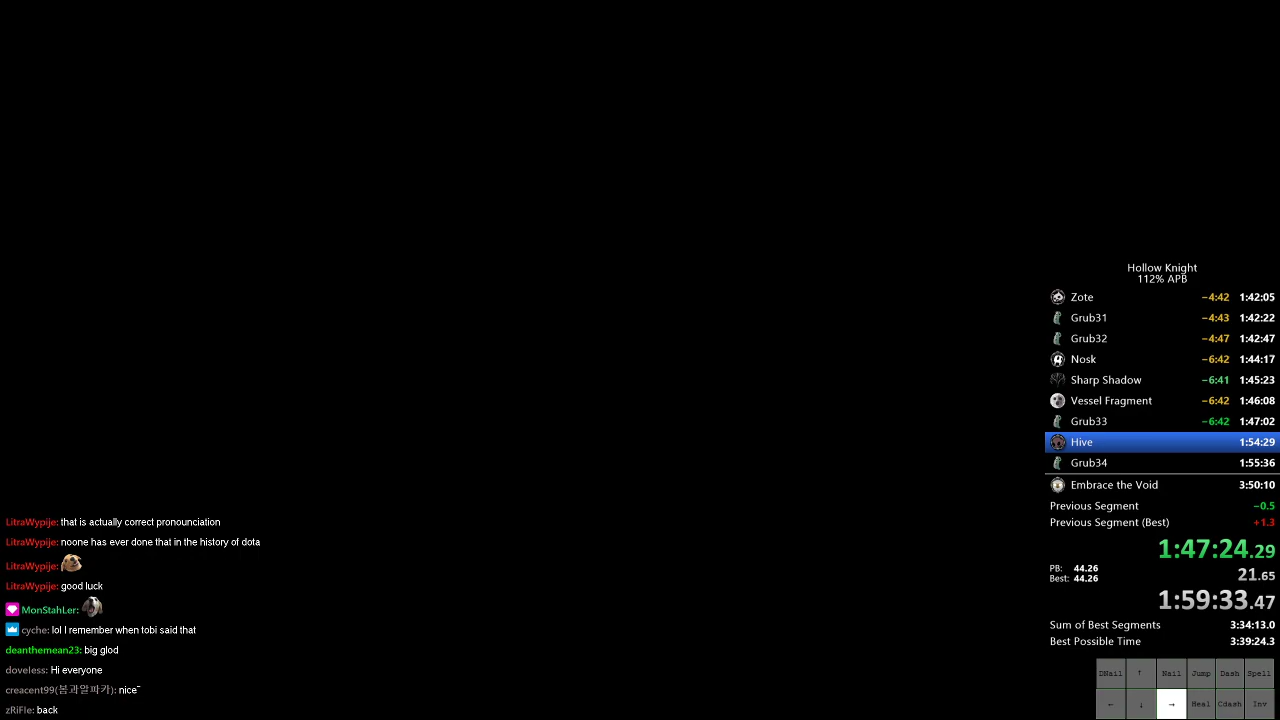 Hollow Knight
112% APB
Zote -4:42 1:42:05
Grub31 -4:43 1:42:22
Grub32 -4:47 1:42:47
Nosk -6:42 1:44:17
Sharp Shadow -6:41 1:45:23
Vessel Fragment -6:42 1:46:08
Grub33 -6:42 1:47:02
Hive 1:54:29
Grub34 1:55:36
Embrace the Void 3:50:10
Previous Segment -0.5
Previous Segment (Best) +1.3
1:47:24.29
PB: 44.26
Best: 44.26
21.65
1:59:33.47
Sum of Best Segments 3:34:13.0
Best Possible Time 3:39:24.3
DNail ↑ Nail Jump Dash Spell
← ↓ → Heal Cdash Inv
LitraWypije: that is actually correct pronounciation
LitraWypije: noone has ever done that in the history of dota
LitraWypije:
LitraWypije: good luck
MonStahLer:
cyche: lol I remember when tobi said that
deanthemean23: big glod
doveless: Hi everyone
creacent99(봄과알파카): nice~
zRiFle: back